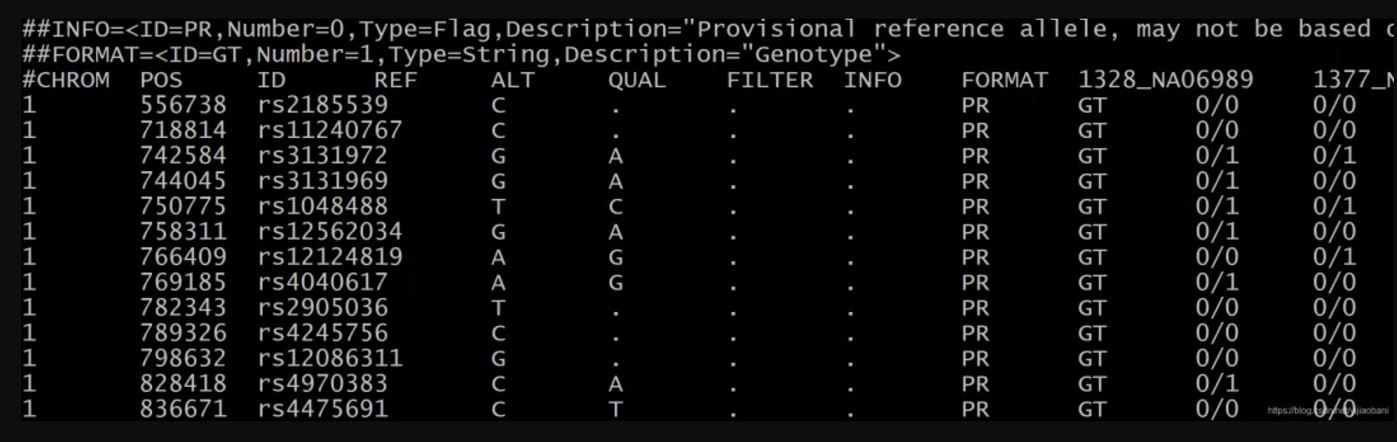 ##INFO=<ID=PR,Number=0,Type=Flag,Description="Provisional reference allele, may not be based
##FORMAT=<ID=GT,Number=1,Type=String,Description="Genotype">
#CHROM POS ID REF ALT QUAL FILTER INFO FORMAT 1328_NA06989 1377_N
1 556738 rs2185539 C . . . PR GT 0/0 0/0
1 718814 rs11240767 C . . . PR GT 0/0 0/0
1 742584 rs3131972 G A . . PR GT 0/1 0/1
1 744045 rs3131969 G A . . PR GT 0/1 0/0
1 750775 rs1048488 T C . . PR GT 0/1 0/1
1 758311 rs12562034 G A . . PR GT 0/1 0/0
1 766409 rs12124819 A G . . PR GT 0/0 0/1
1 769185 rs4040617 A G . . PR GT 0/1 0/0
1 782343 rs2905036 T . . . PR GT 0/0 0/0
1 789326 rs4245756 C . . . PR GT 0/0 0/0
1 798632 rs12086311 G . . . PR GT 0/0 0/0
1 828418 rs4970383 C A . . PR GT 0/1 0/0
1 836671 rs4475691 C T . . PR GT 0/0 0/0